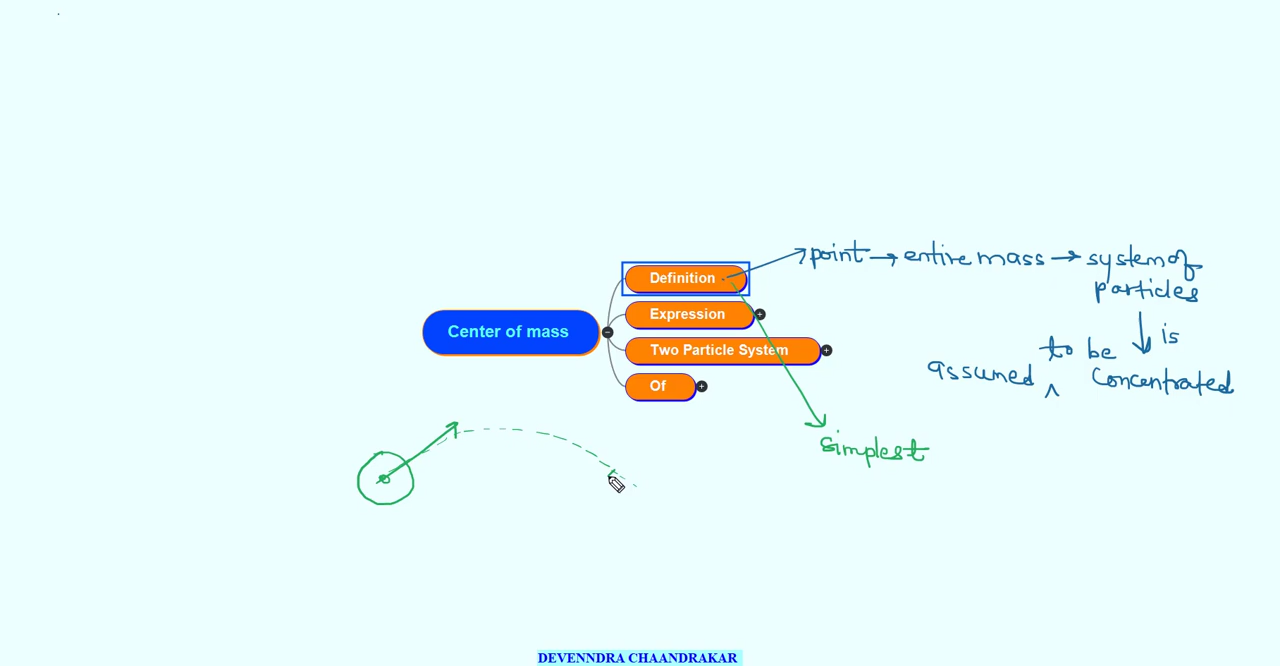 Definition
Expression
Center of mass
Two Particle System
Of
point → entire mass → system of
particles
is
to be
assumed ^ concentrated
simplest
DEVENNDRA CHAANDRAKAR